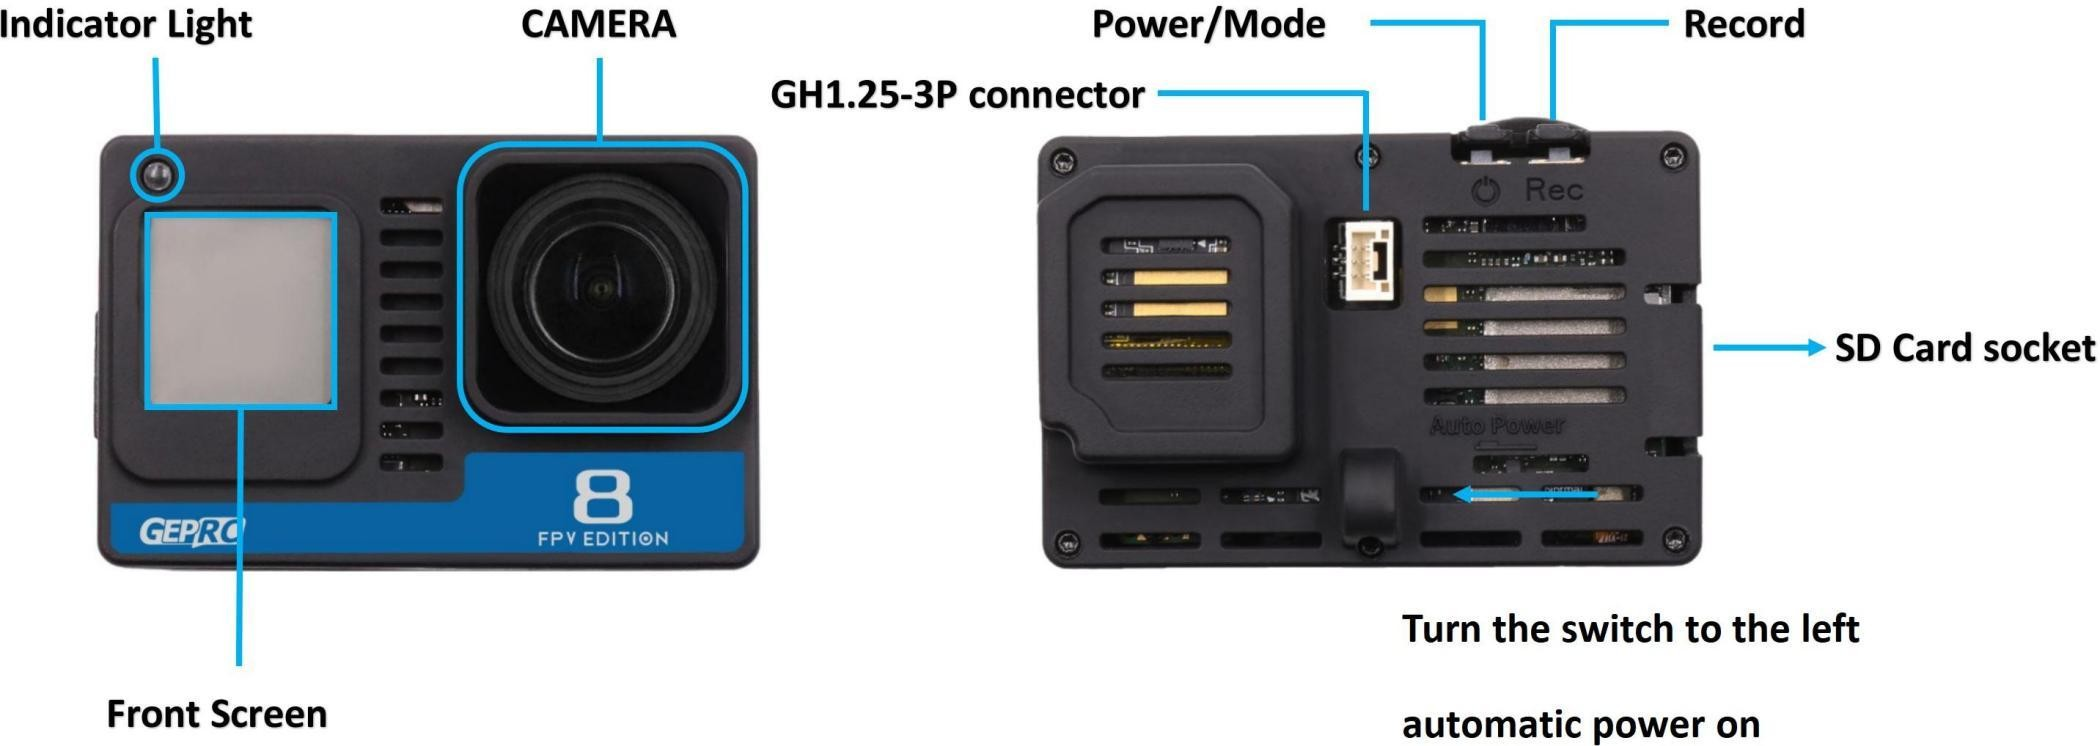 Indicator Light
CAMERA
Power/Mode
Record
GH1.25-3P connector
Rec
SD Card socket
Auto Power
GEPRC
8
FPV EDITION
Turn the switch to the left
Front Screen
automatic power on